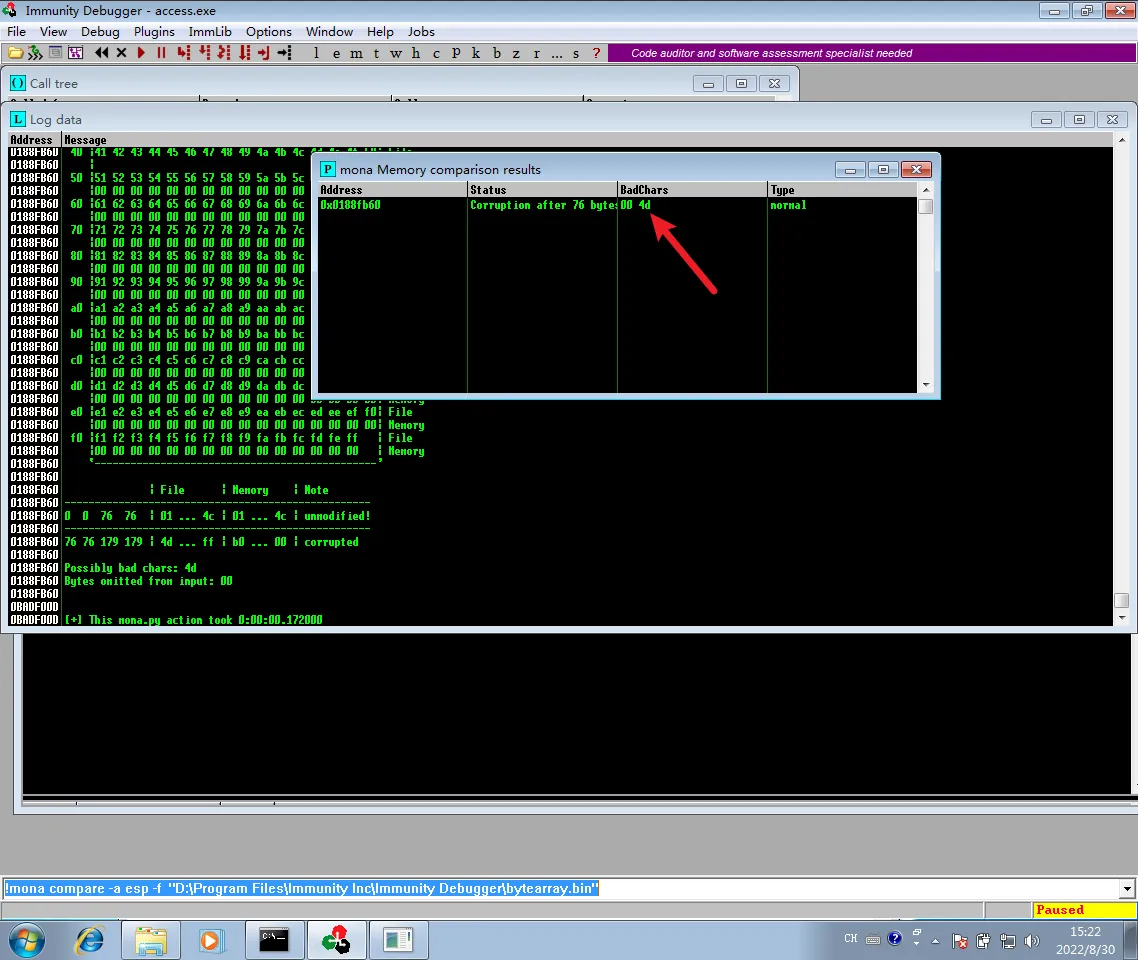 Immunity Debugger - access.exe
File View Debug Plugins ImmLib Options Window Help Jobs
l e m t w h c P k b z r ... s ? Code auditor and software assessment specialist needed
Call tree
Log data
Address Message
0188FB60 40 41 42 43 44 45 46 47 48 49 4a 4b 4c
0188FB60
0188FB60 50 51 52 53 54 55 56 57 58 59 5a 5b 5c
0188FB60 00 00 00 00 00 00 00 00 00 00 00 00
0188FB60 60 61 62 63 64 65 66 67 68 69 6a 6b 6c
0188FB60 00 00 00 00 00 00 00 00 00 00 00 00
0188FB60 70 71 72 73 74 75 76 77 78 79 7a 7b 7c
0188FB60 00 00 00 00 00 00 00 00 00 00 00 00
0188FB60 80 81 82 83 84 85 86 87 88 89 8a 8b 8c
0188FB60 00 00 00 00 00 00 00 00 00 00 00 00
0188FB60 90 91 92 93 94 95 96 97 98 99 9a 9b 9c
0188FB60 00 00 00 00 00 00 00 00 00 00 00 00
0188FB60 a0 a1 a2 a3 a4 a5 a6 a7 a8 a9 aa ab ac
0188FB60 00 00 00 00 00 00 00 00 00 00 00 00
0188FB60 b0 b1 b2 b3 b4 b5 b6 b7 b8 b9 ba bb bc
0188FB60 00 00 00 00 00 00 00 00 00 00 00 00
0188FB60 c0 c1 c2 c3 c4 c5 c6 c7 c8 c9 ca cb cc
0188FB60 00 00 00 00 00 00 00 00 00 00 00 00
0188FB60 d0 d1 d2 d3 d4 d5 d6 d7 d8 d9 da db dc
0188FB60 00 00 00 00 00 00 00 00 00 00 00 00
0188FB60 e0 e1 e2 e3 e4 e5 e6 e7 e8 e9 ea eb ec ed ee ef f0 File
0188FB60 00 00 00 00 00 00 00 00 00 00 00 00 00 00 00 00 Memory
0188FB60 f0 f1 f2 f3 f4 f5 f6 f7 f8 f9 fa fb fc fd fe ff File
0188FB60 00 00 00 00 00 00 00 00 00 00 00 00 00 00 00 Memory
0188FB60 `-----------------------------------------------'
0188FB60
0188FB60 | File | Memory | Note
0188FB60 ---------------------------------------------------
0188FB60 0 0 76 76 | 01 ... 4c | 01 ... 4c | unmodified!
0188FB60 ---------------------------------------------------
0188FB60 76 76 179 179 | 4d ... ff | b0 ... 00 | corrupted
0188FB60
0188FB60 Possibly bad chars: 4d
0188FB60 Bytes omitted from input: 00
0188FB60
0BADF00D
0BADF00D [+] This mona.py action took 0:00:00.172000
mona Memory comparison results
Address Status BadChars Type
0x0188fb60 Corruption after 76 bytes 00 4d normal
!mona compare -a esp -f "D:\Program Files\Immunity Inc\Immunity Debugger\bytearray.bin"
Paused
C:\_
CH
15:22
2022/8/30